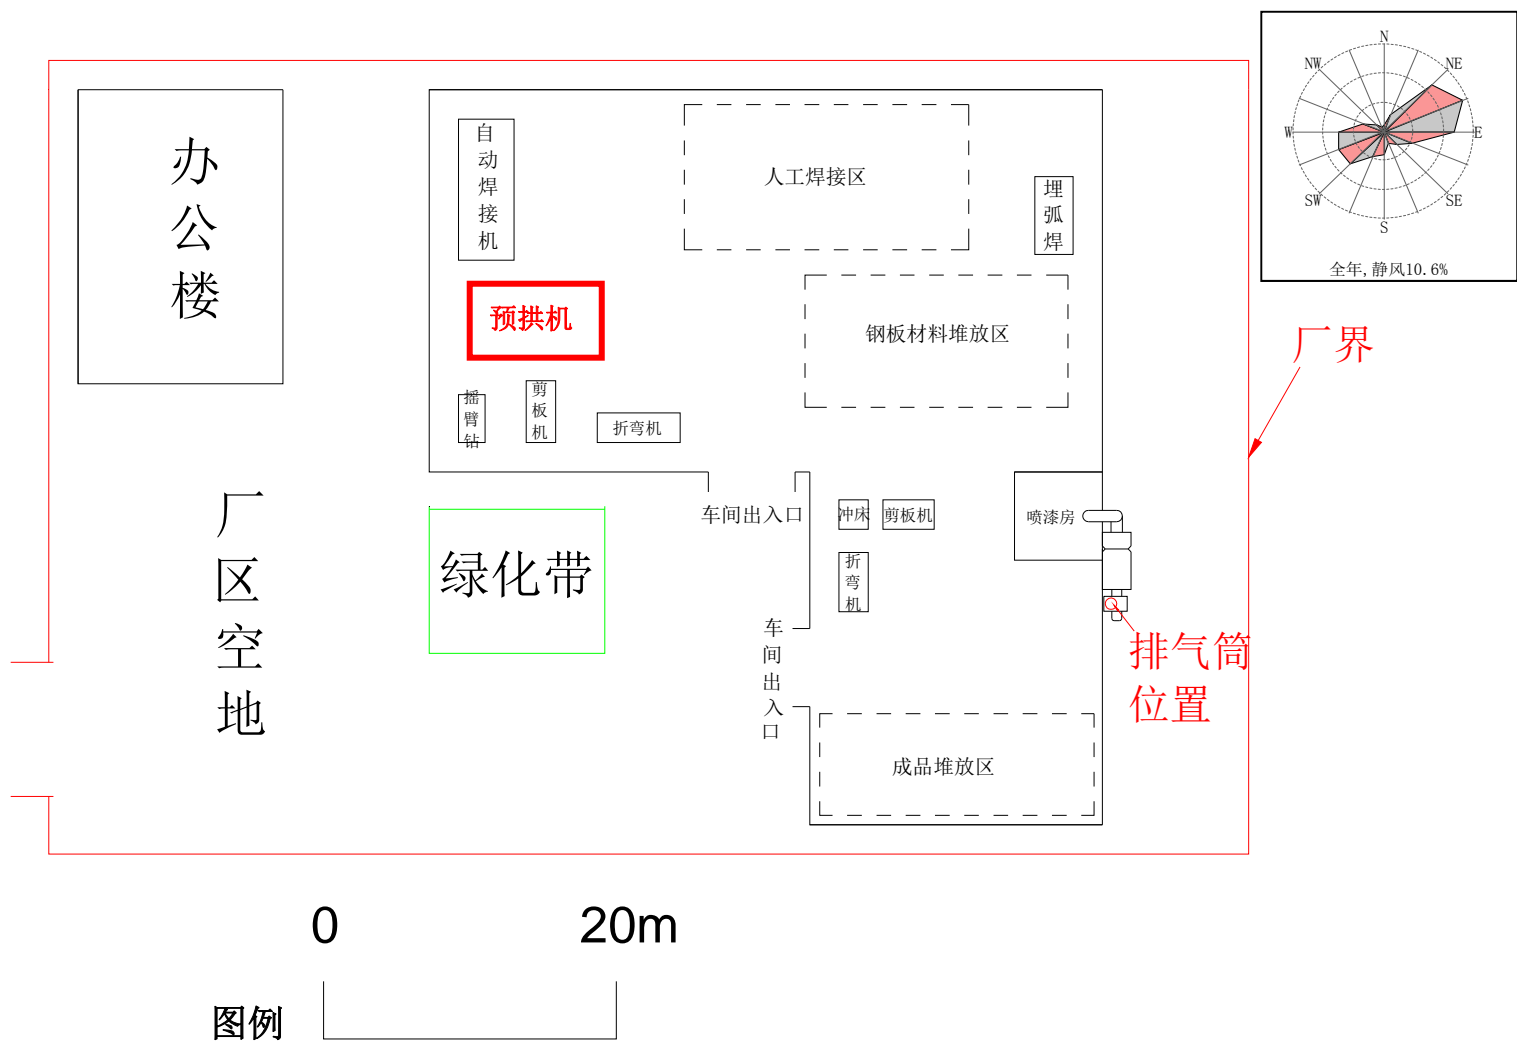 N
NW
NE
W
E
SW
SE
S
全年,静风10.6%
办公楼
自动焊接机
人工焊接区
埋弧焊
预拱机
钢板材料堆放区
厂界
摇臂钻
剪板机
折弯机
厂区空地
车间出入口
冲床
剪板机
喷漆房
绿化带
折弯机
车间出入口
排气筒
位置
成品堆放区
0
20m
图例